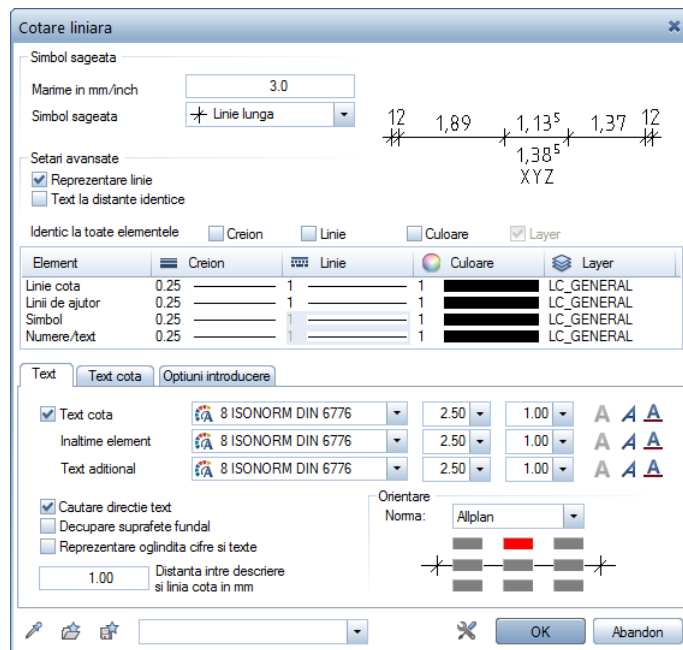 Cotare liniara
Simbol sageata
Marime in mm/inch 3.0
Simbol sageata Linie lunga
12 1,89 1,13⁵ 1,37 12
1,38⁵
XYZ
Setari avansate
Reprezentare linie
Text la distante identice
Identic la toate elementele Creion Linie Culoare Layer
Element Creion Linie Culoare Layer
Linie cota 0.25 1 1 LC_GENERAL
Linii de ajutor 0.25 1 1 LC_GENERAL
Simbol 0.25 1 1 LC_GENERAL
Numere/text 0.25 1 1 LC_GENERAL
Text Text cota Optiuni introducere
Text cota 8 ISONORM DIN 6776 2.50 1.00 A A A
Inaltime element 8 ISONORM DIN 6776 2.50 1.00 A A A
Text aditional 8 ISONORM DIN 6776 2.50 1.00 A A A
Cautare directie text
Decupare suprafete fundal
Reprezentare oglindita cifre si texte
1.00 Distanta intre descriere
si linia cota in mm
Orientare
Norma: Allplan
OK Abandon